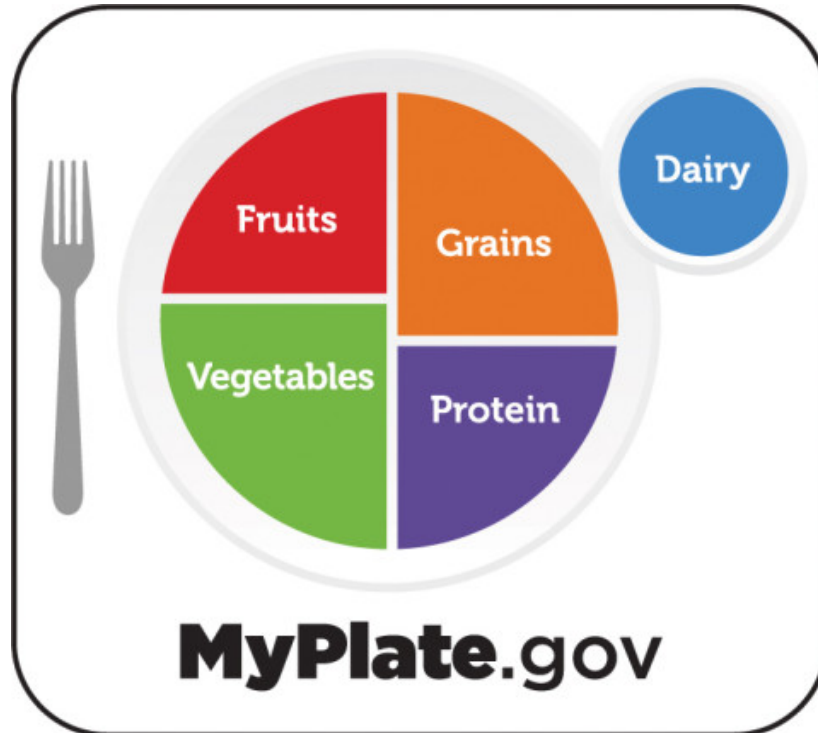 Fruits
Grains
Dairy
Vegetables
Protein
MyPlate.gov